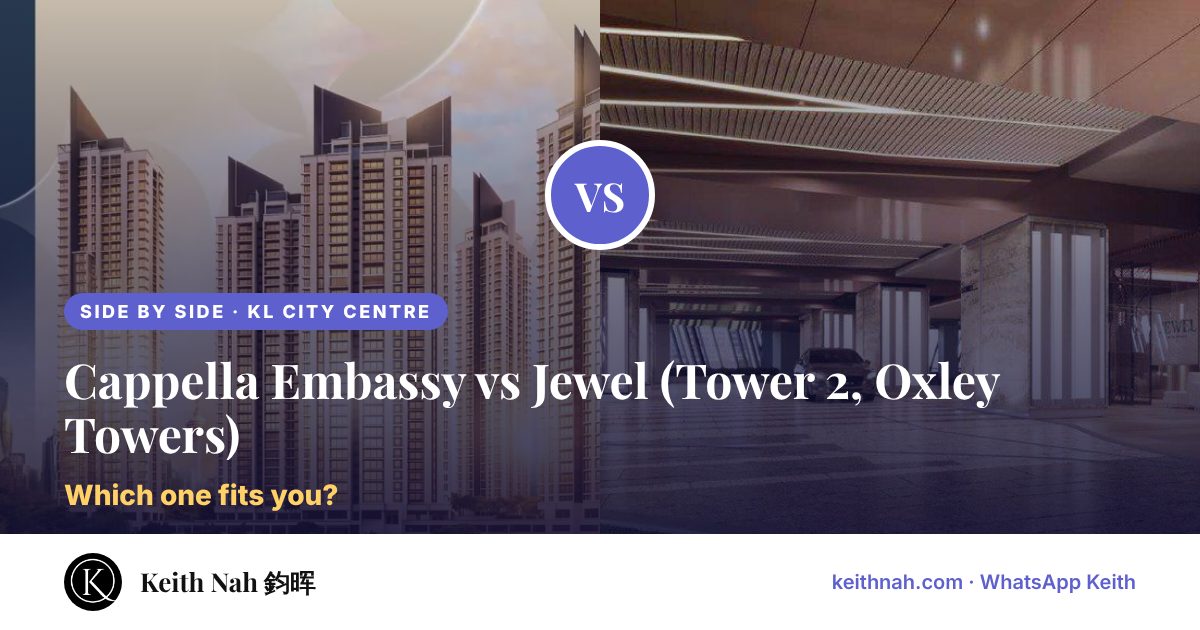 VS
SIDE BY SIDE · KL CITY CENTRE
Cappella Embassy vs Jewel (Tower 2, Oxley
Towers)
Which one fits you?
K
Keith Nah 鈞晖
keithnah.com · WhatsApp Keith